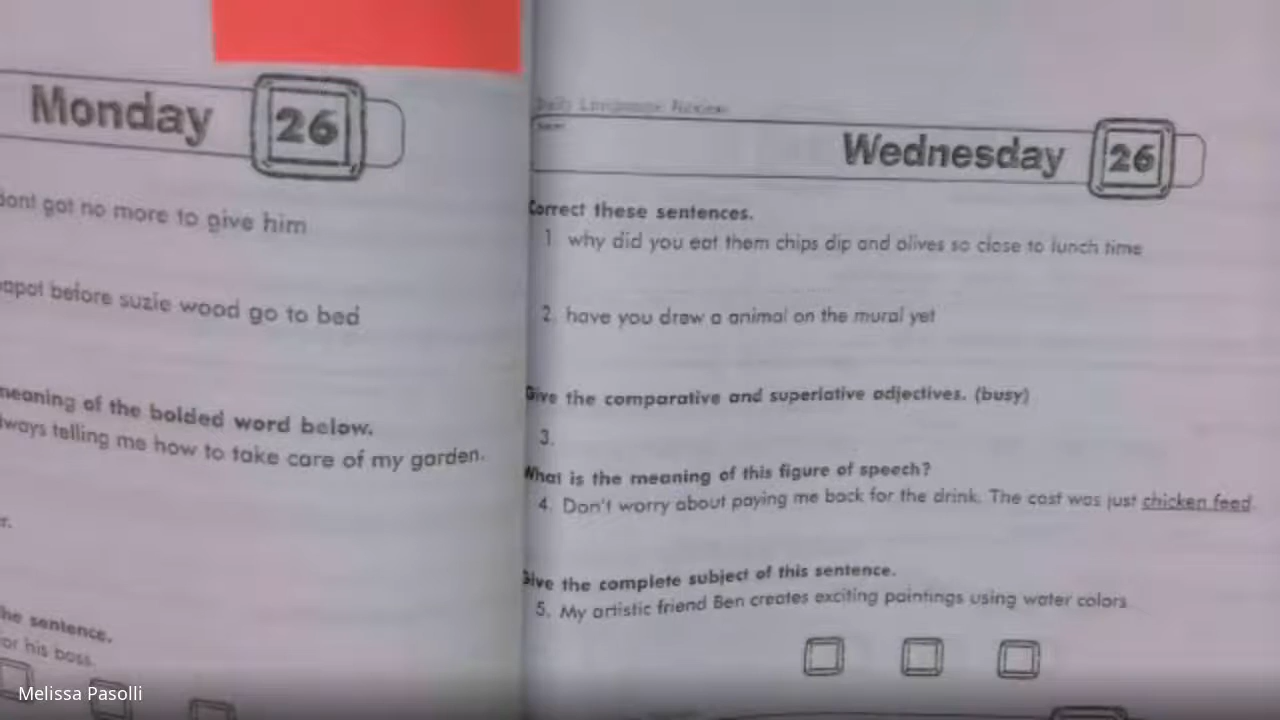 Monday 26
dont got no more to give him
before suzie wood go to bed
meaning of the bolded word below.
telling me how to take care of my garden.
sentence.
or his boss.
Daily Language Review
Wednesday 26
Correct these sentences.
1. why did you eat them chips dip and olives so close to lunch time
2. have you drew a animal on the mural yet
Give the comparative and superlative adjectives. (busy)
3.
What is the meaning of this figure of speech?
4. Don't worry about paying me back for the drink. The cost was just chicken feed.
Give the complete subject of this sentence.
5. My artistic friend Ben creates exciting paintings using water colors.
Melissa Pasolli